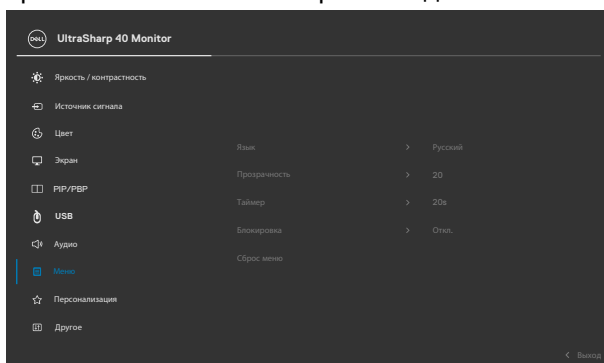 DELL UltraSharp 40 Monitor
Яркость / контрастность
Источник сигнала
Цвет
Экран
PIP/PBP
USB
Аудио
Меню
Персонализация
Другое
Язык > Русский
Прозрачность > 20
Таймер > 20s
Блокировка > Откл.
Сброс меню
< Выход